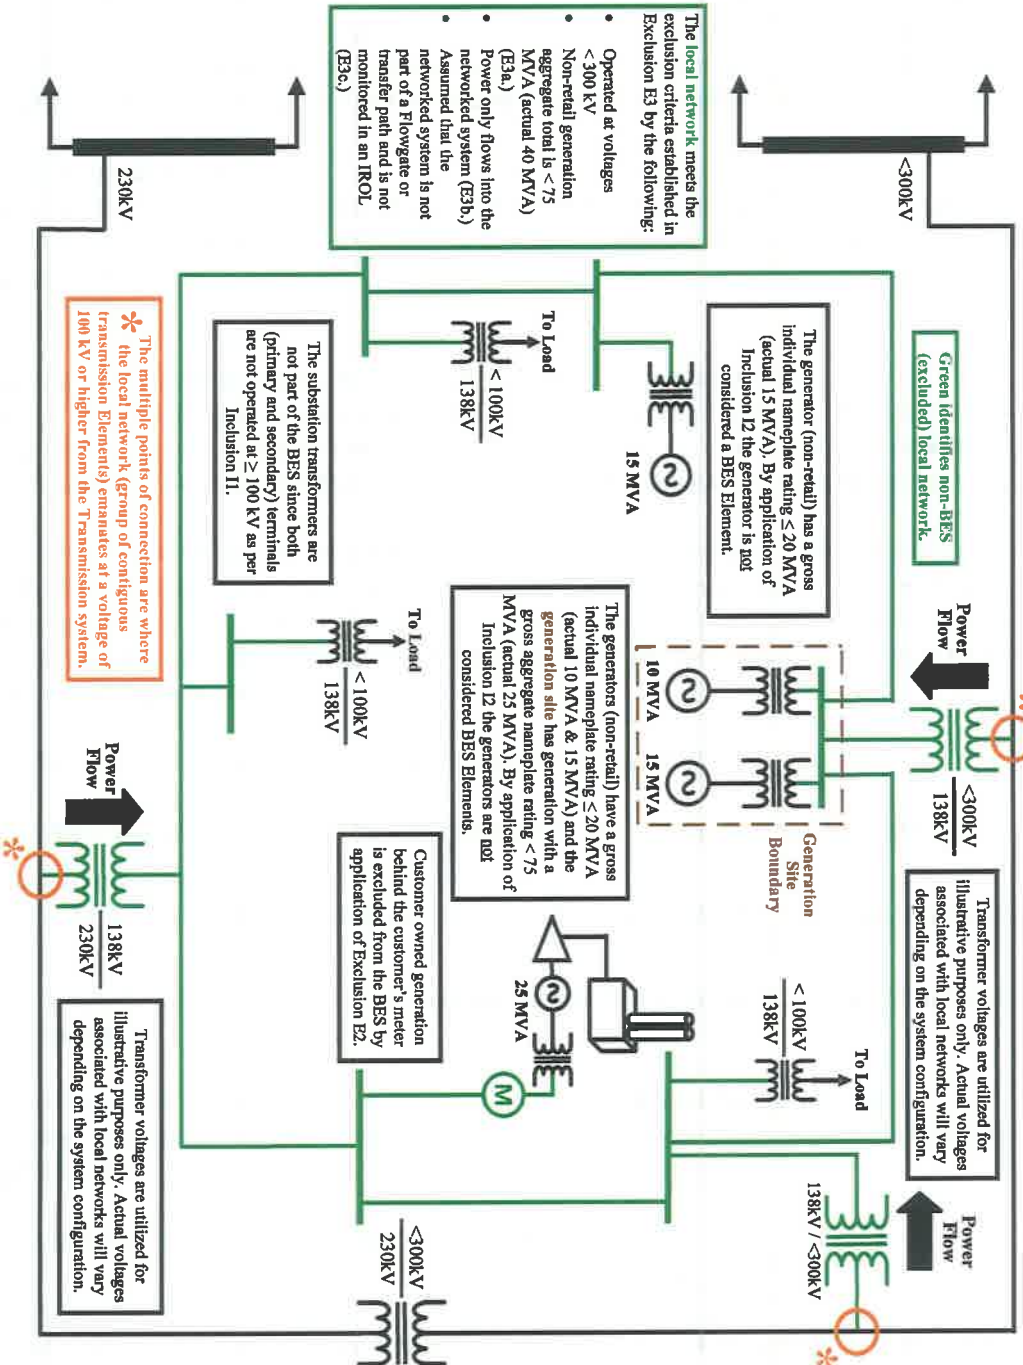 The local network meets the
exclusion criteria established in
Exclusion E3 by the following:
• Operated at voltages
< 300 kV
• Non-retail generation
aggregate total is < 75
MVA (actual 40 MVA)
(E3a.)
• Power only flows into the
networked system (E3b.)
• Assumed that the
networked system is not
part of a Flowgate or
transfer path and is not
monitored in an IROL
(E3c.)
<300kV
230kV
Green identifies non-BES
(excluded) local network.
The generator (non-retail) has a gross
individual nameplate rating ≤ 20 MVA
(actual 15 MVA). By application of
Inclusion I2 the generator is not
considered a BES Element.
15 MVA
To Load
< 100kV
138kV
The substation transformers are
not part of the BES since both
(primary and secondary) terminals
are not operated at ≥ 100 kV as per
Inclusion I1.
* The multiple points of connection are where
the local network (group of contiguous
transmission Elements) emanates at a voltage of
100 kV or higher from the Transmission system.
*
Power
Flow
<300kV
138kV
10 MVA
15 MVA
Generation
Site
Boundary
The generators (non-retail) have a gross
individual nameplate rating ≤ 20 MVA
(actual 10 MVA & 15 MVA) and the
generation site has generation with a
gross aggregate nameplate rating < 75
MVA (actual 25 MVA). By application of
Inclusion I2 the generators are not
considered BES Elements.
To Load
< 100kV
138kV
Power
Flow
138kV
230kV
*
Transformer voltages are utilized for
illustrative purposes only. Actual voltages
associated with local networks will vary
depending on the system configuration.
< 100kV
138kV
To Load
25 MVA
M
Customer owned generation
behind the customer's meter
is excluded from the BES by
application of Exclusion E2.
Power
Flow
138kV / <300kV
*
Transformer voltages are utilized for
illustrative purposes only. Actual voltages
associated with local networks will vary
depending on the system configuration.
<300kV
230kV